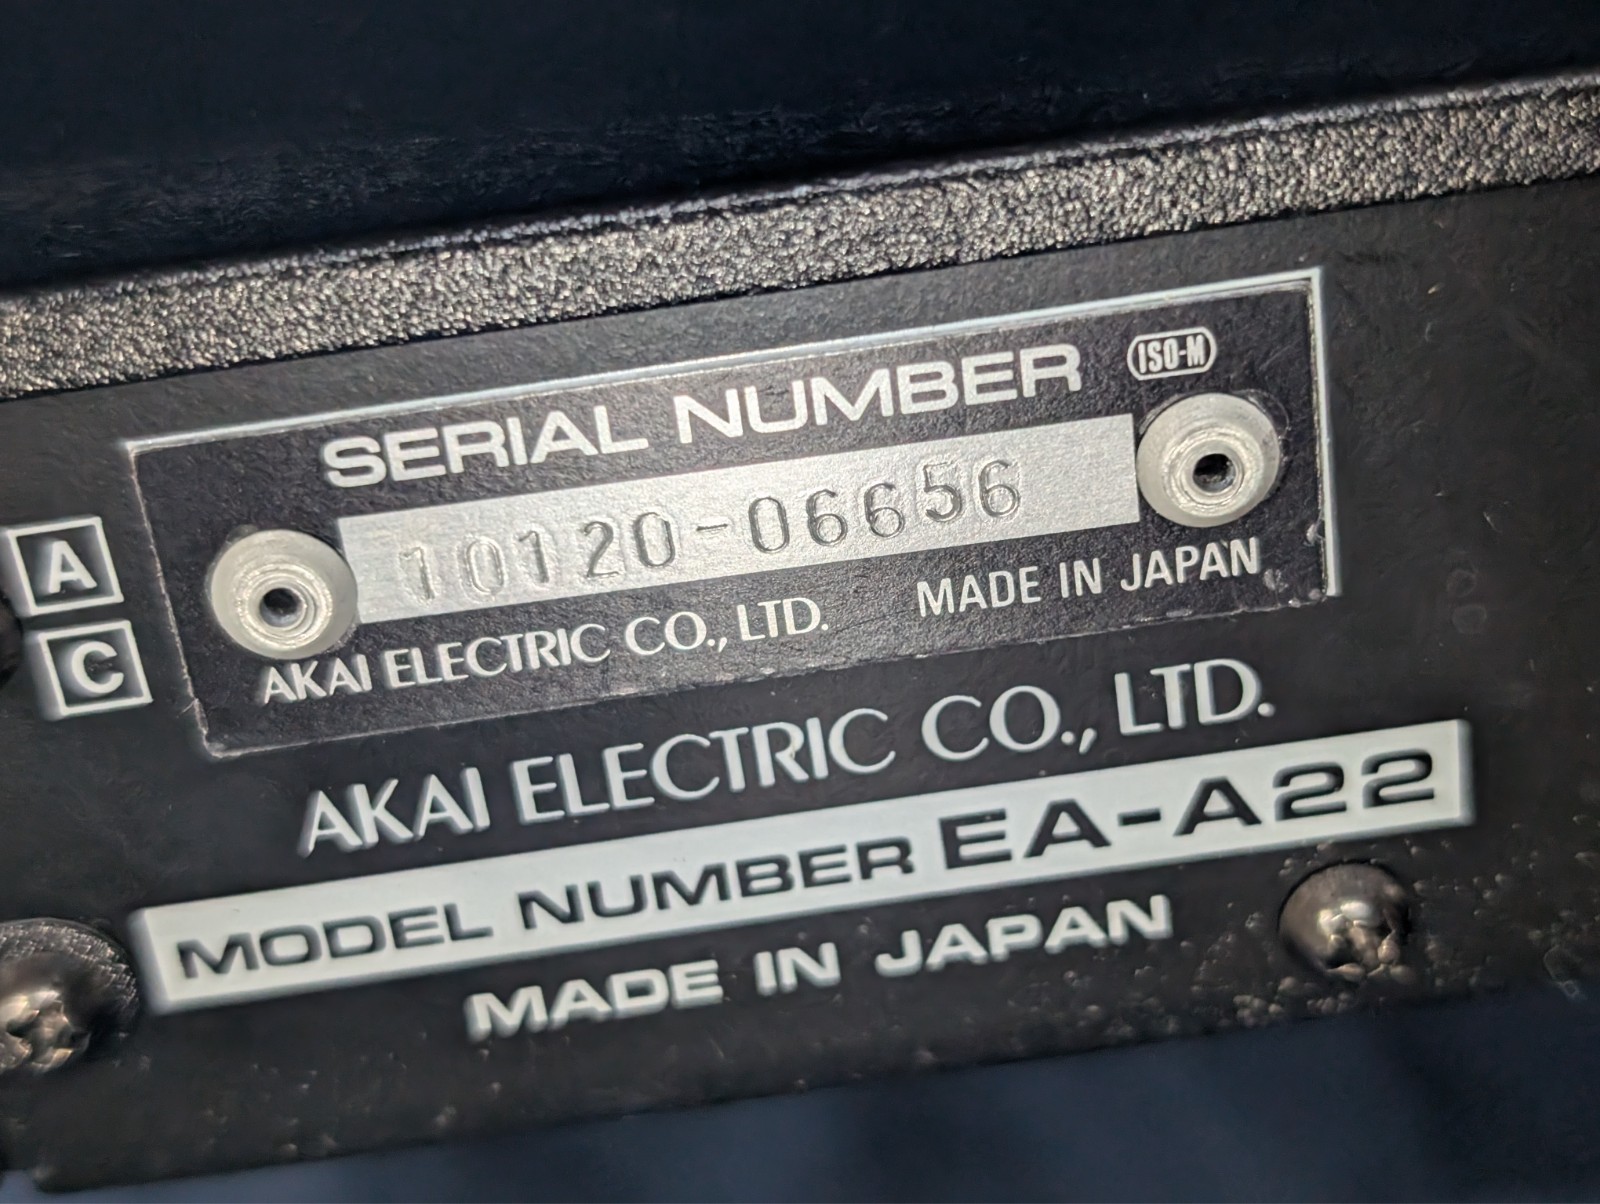 SERIAL NUMBER ISO-M
10120-06656
AKAI ELECTRIC CO., LTD. MADE IN JAPAN
A
C
AKAI ELECTRIC CO., LTD.
MODEL NUMBER EA-A22
MADE IN JAPAN